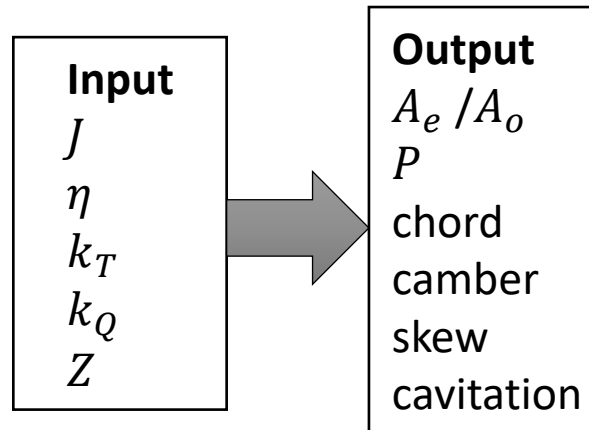 Input
J
η
k_T
k_Q
Z
Output
A_e /A_o
P
chord
camber
skew
cavitation